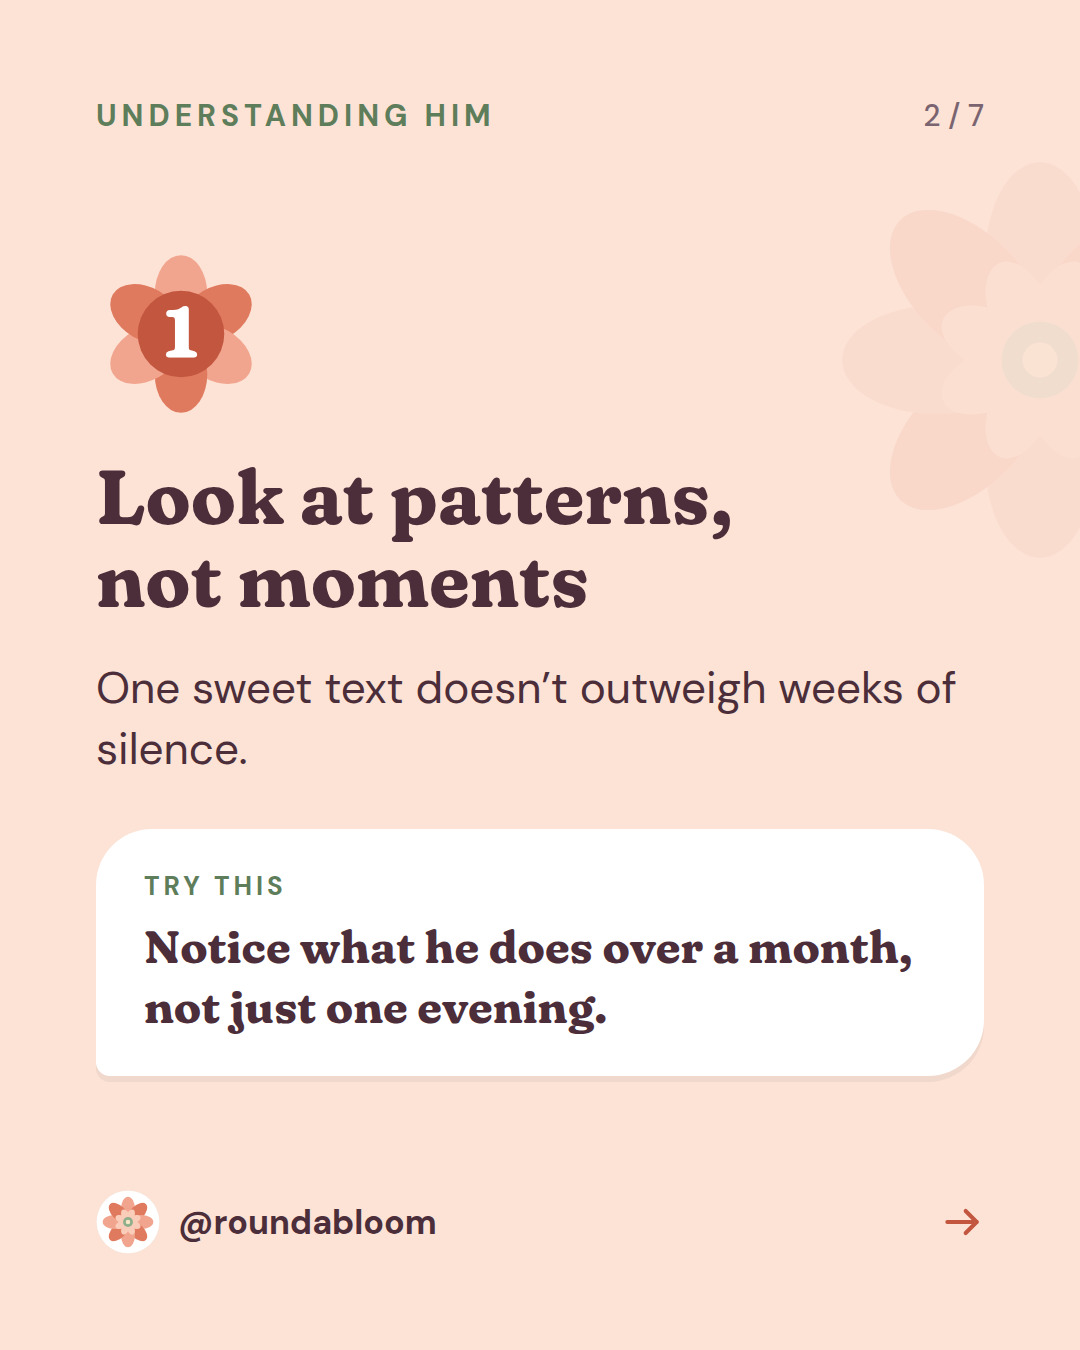 UNDERSTANDING HIM
2 / 7
1
Look at patterns,
not moments
One sweet text doesn’t outweigh weeks of
silence.
TRY THIS
Notice what he does over a month,
not just one evening.
@roundabloom